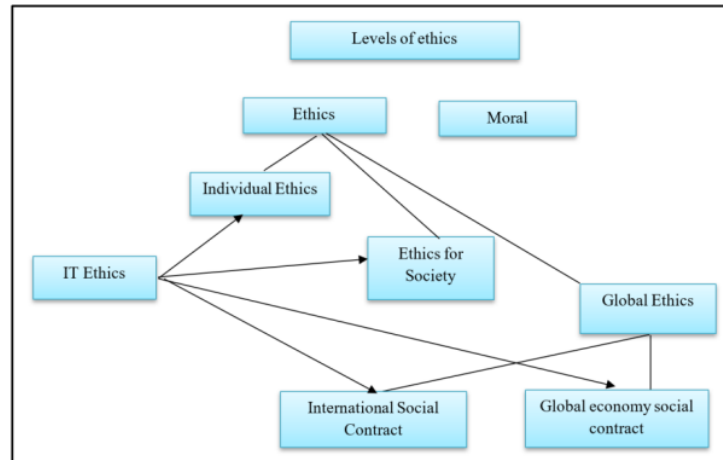 Levels of ethics
Ethics
Moral
Individual Ethics
IT Ethics
Ethics for
Society
Global Ethics
International Social
Contract
Global economy social
contract